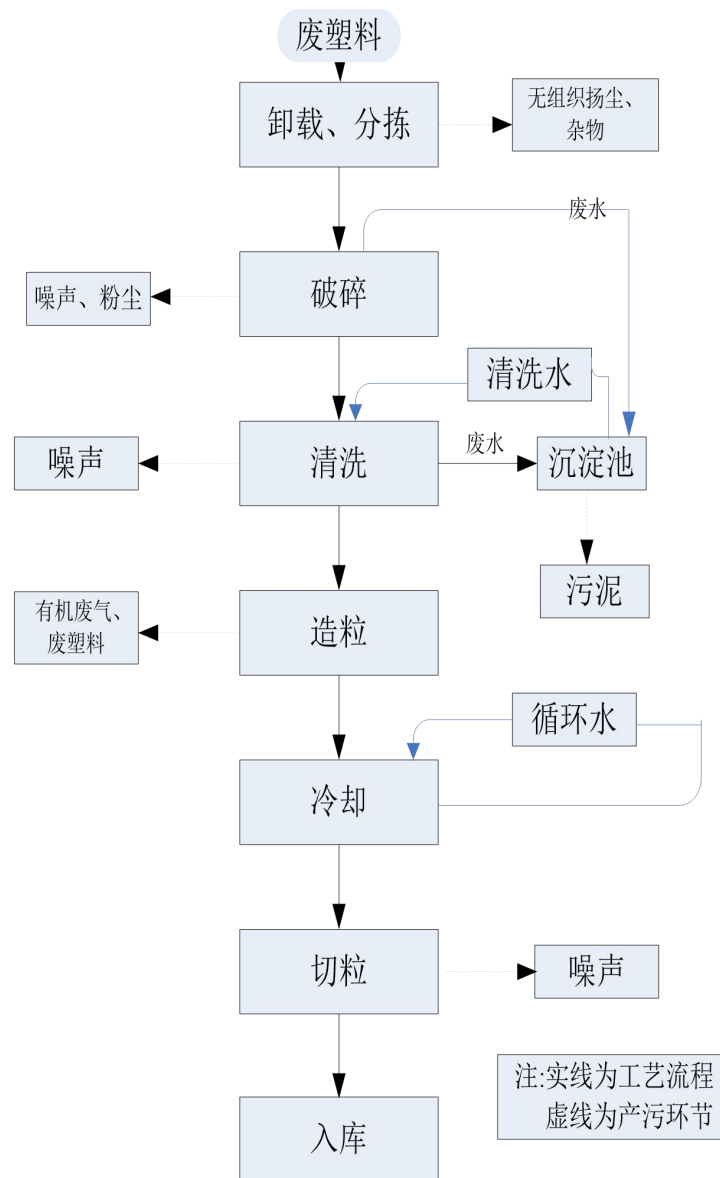 废塑料
卸载、分拣
无组织扬尘、
杂物
废水
破碎
噪声、粉尘
清洗水
清洗
噪声
废水
沉淀池
污泥
造粒
有机废气、
废塑料
循环水
冷却
切粒
噪声
注:实线为工艺流程
虚线为产污环节
入库